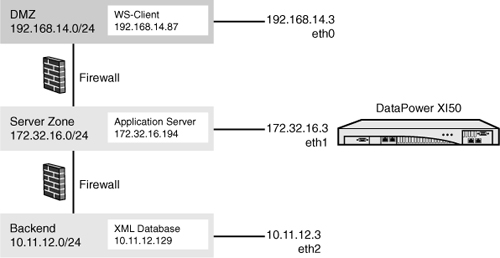 DMZ
192.168.14.0/24
WS-Client
192.168.14.87
192.168.14.3
eth0
Firewall
DataPower XI50
Server Zone
172.32.16.0/24
Application Server
172.32.16.194
172.32.16.3
eth1
Firewall
Backend
10.11.12.0/24
XML Database
10.11.12.129
10.11.12.3
eth2